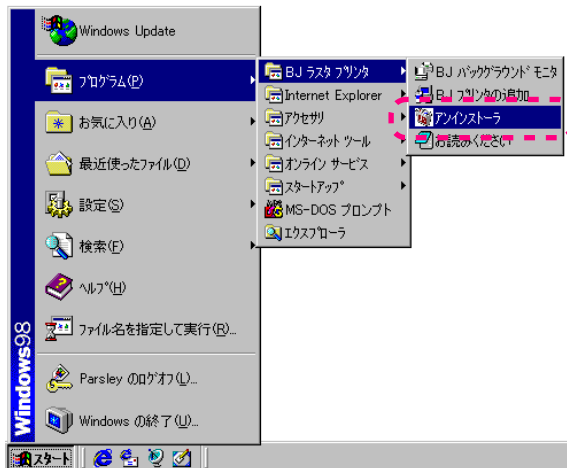 Windows Update
プログラム(P)
お気に入り(A)
最近使ったファイル(D)
設定(S)
検索(F)
ヘルプ(H)
ファイル名を指定して実行(R)...
Parsley のログオフ(L)...
Windows の終了(U)...
Windows98
スタート
BJ ラスタ プリンタ
Internet Explorer
アクセサリ
インターネット ツール
オンライン サービス
スタートアップ
MS-DOS プロンプト
エクスプローラ
BJ バックグラウンド モニタ
BJ プリンタの追加
アンインストーラ
お読みください